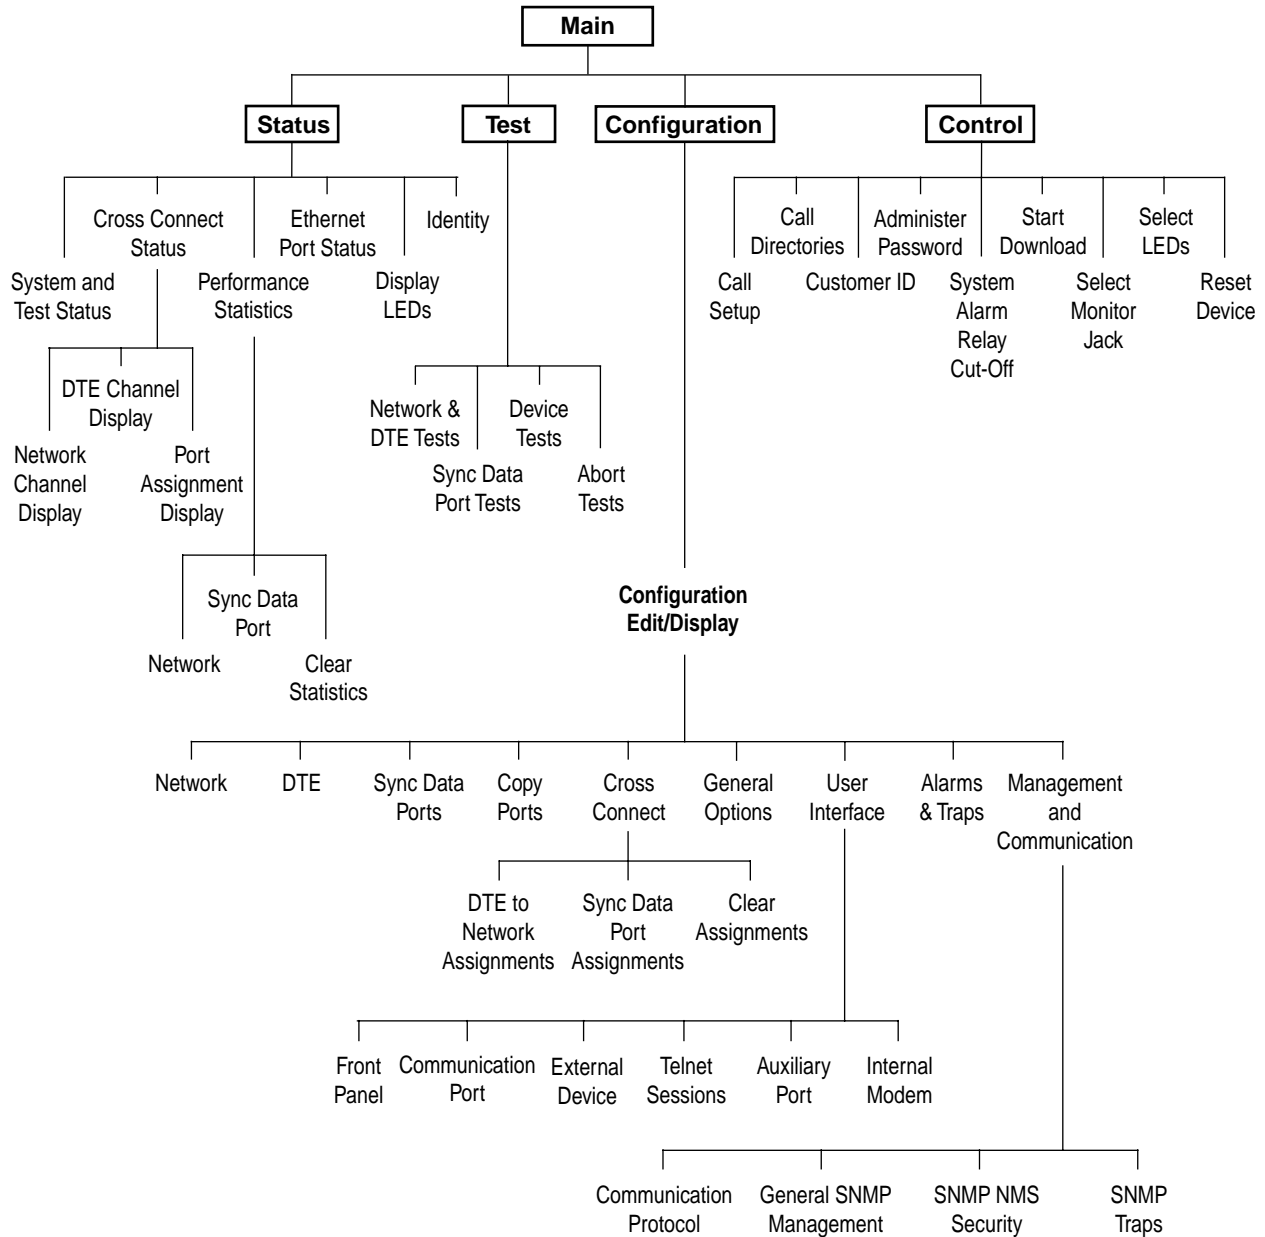 Main
Status
Test
Configuration
Control
Cross Connect
Status
Ethernet
Port Status
Identity
System and
Test Status
Performance
Statistics
Display
LEDs
Call
Directories
Administer
Password
Start
Download
Select
LEDs
Call
Setup
Customer ID
System
Alarm
Relay
Cut-Off
Select
Monitor
Jack
Reset
Device
DTE Channel
Display
Network
Channel
Display
Port
Assignment
Display
Network &
DTE Tests
Device
Tests
Sync Data
Port Tests
Abort
Tests
Sync Data
Port
Network
Clear
Statistics
Configuration
Edit/Display
Network
DTE
Sync Data
Ports
Copy
Ports
Cross
Connect
General
Options
User
Interface
Alarms
& Traps
Management
and
Communication
DTE to
Network
Assignments
Sync Data
Port
Assignments
Clear
Assignments
Front
Panel
Communication
Port
External
Device
Telnet
Sessions
Auxiliary
Port
Internal
Modem
Communication
Protocol
General SNMP
Management
SNMP NMS
Security
SNMP
Traps